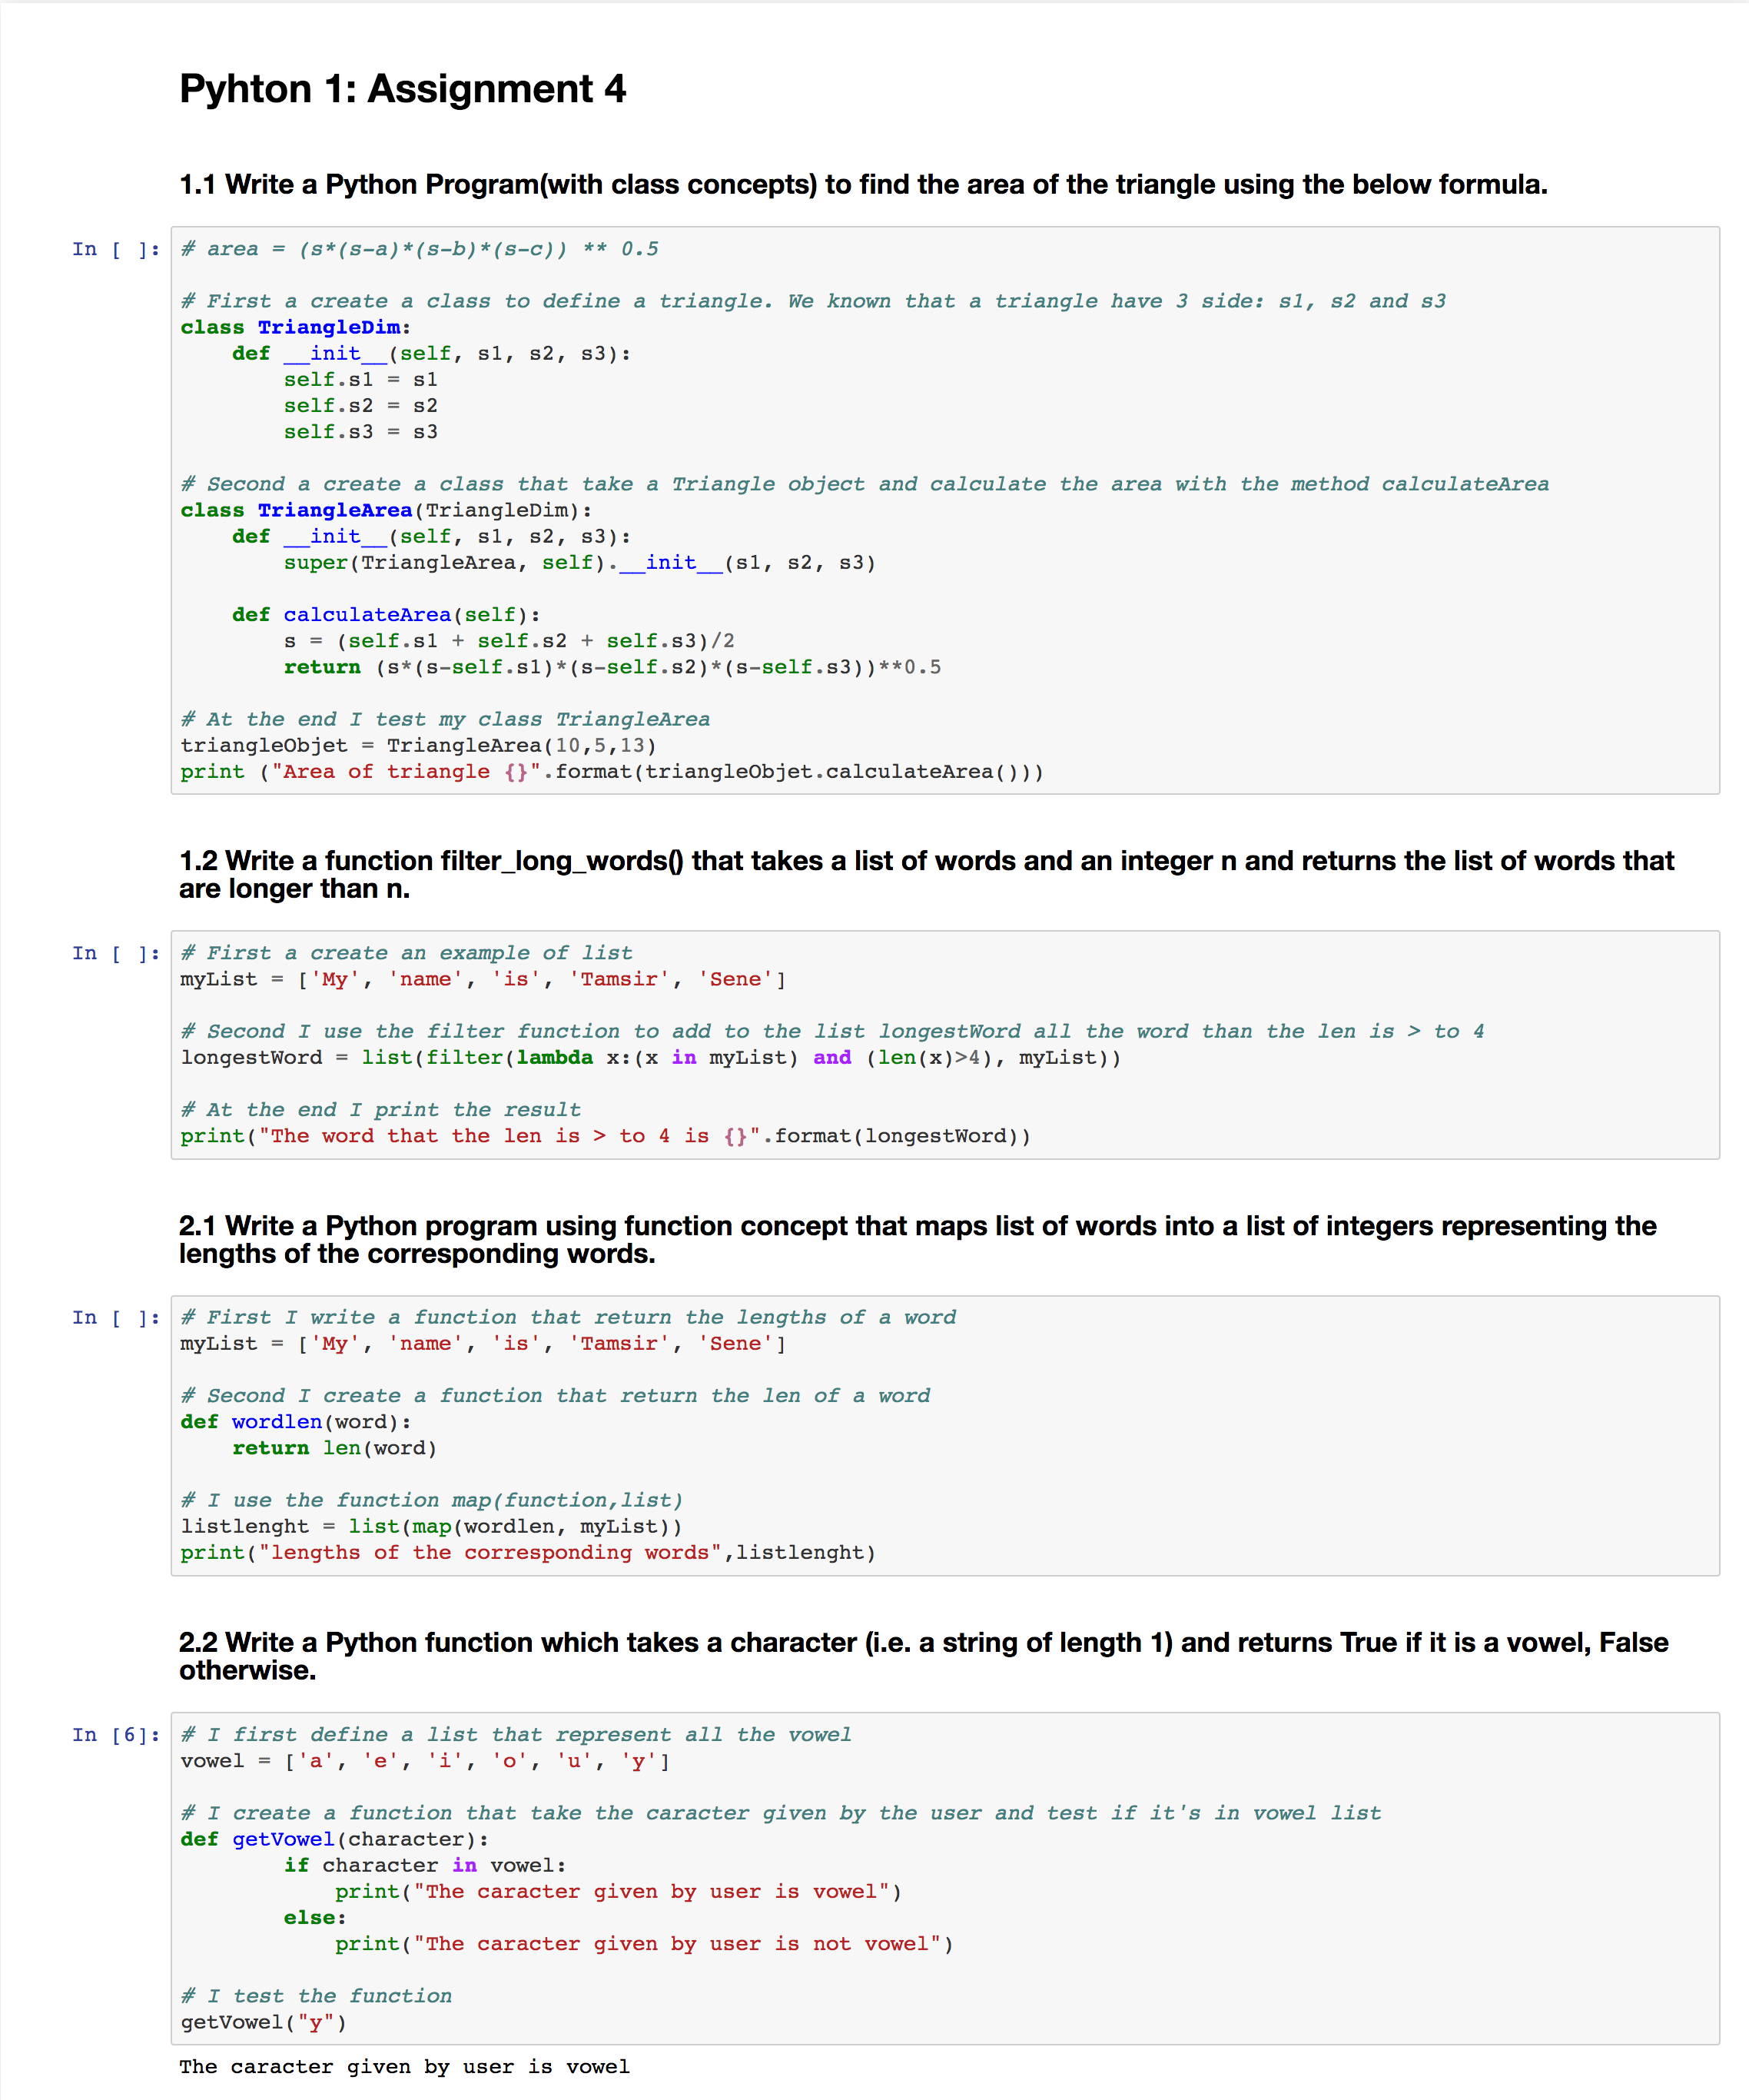 Pyhton 1: Assignment 4
1.1 Write a Python Program(with class concepts) to find the area of the triangle using the below formula.
In [ ]:
# area = (s*(s-a)*(s-b)*(s-c)) ** 0.5
# First a create a class to define a triangle. We known that a triangle have 3 side: s1, s2 and s3
class TriangleDim:
    def __init__(self, s1, s2, s3):
        self.s1 = s1
        self.s2 = s2
        self.s3 = s3
# Second a create a class that take a Triangle object and calculate the area with the method calculateArea
class TriangleArea(TriangleDim):
    def __init__(self, s1, s2, s3):
        super(TriangleArea, self).__init__(s1, s2, s3)
    def calculateArea(self):
        s = (self.s1 + self.s2 + self.s3)/2
        return (s*(s-self.s1)*(s-self.s2)*(s-self.s3))**0.5
# At the end I test my class TriangleArea
triangleObjet = TriangleArea(10,5,13)
print ("Area of triangle {}".format(triangleObjet.calculateArea()))
1.2 Write a function filter_long_words() that takes a list of words and an integer n and returns the list of words that
are longer than n.
In [ ]:
# First a create an example of list
myList = ['My', 'name', 'is', 'Tamsir', 'Sene']
# Second I use the filter function to add to the list longestWord all the word than the len is > to 4
longestWord = list(filter(lambda x:(x in myList) and (len(x)>4), myList))
# At the end I print the result
print("The word that the len is > to 4 is {}".format(longestWord))
2.1 Write a Python program using function concept that maps list of words into a list of integers representing the
lengths of the corresponding words.
In [ ]:
# First I write a function that return the lengths of a word
myList = ['My', 'name', 'is', 'Tamsir', 'Sene']
# Second I create a function that return the len of a word
def wordlen(word):
    return len(word)
# I use the function map(function,list)
listlenght = list(map(wordlen, myList))
print("lengths of the corresponding words",listlenght)
2.2 Write a Python function which takes a character (i.e. a string of length 1) and returns True if it is a vowel, False
otherwise.
In [6]:
# I first define a list that represent all the vowel
vowel = ['a', 'e', 'i', 'o', 'u', 'y']
# I create a function that take the caracter given by the user and test if it's in vowel list
def getVowel(character):
        if character in vowel:
            print("The caracter given by user is vowel")
        else:
            print("The caracter given by user is not vowel")
# I test the function
getVowel("y")
The caracter given by user is vowel